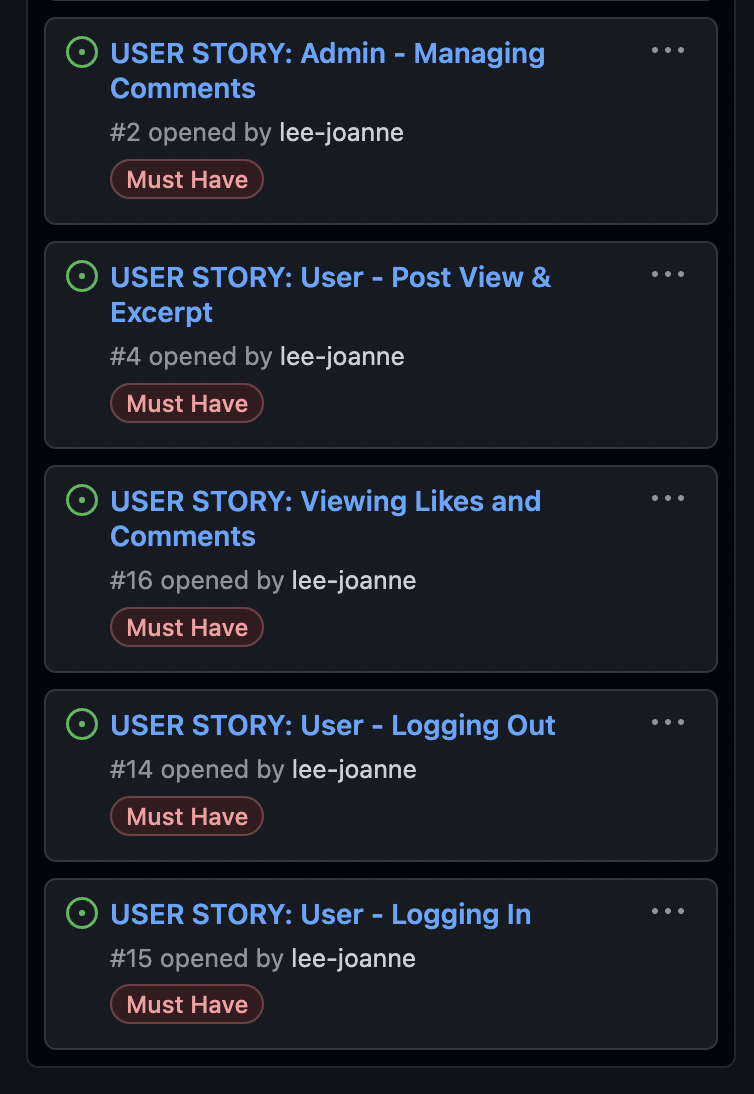 USER STORY: Admin - Managing
Comments
#2 opened by lee-joanne
Must Have
USER STORY: User - Post View &
Excerpt
#4 opened by lee-joanne
Must Have
USER STORY: Viewing Likes and
Comments
#16 opened by lee-joanne
Must Have
USER STORY: User - Logging Out
#14 opened by lee-joanne
Must Have
USER STORY: User - Logging In
#15 opened by lee-joanne
Must Have